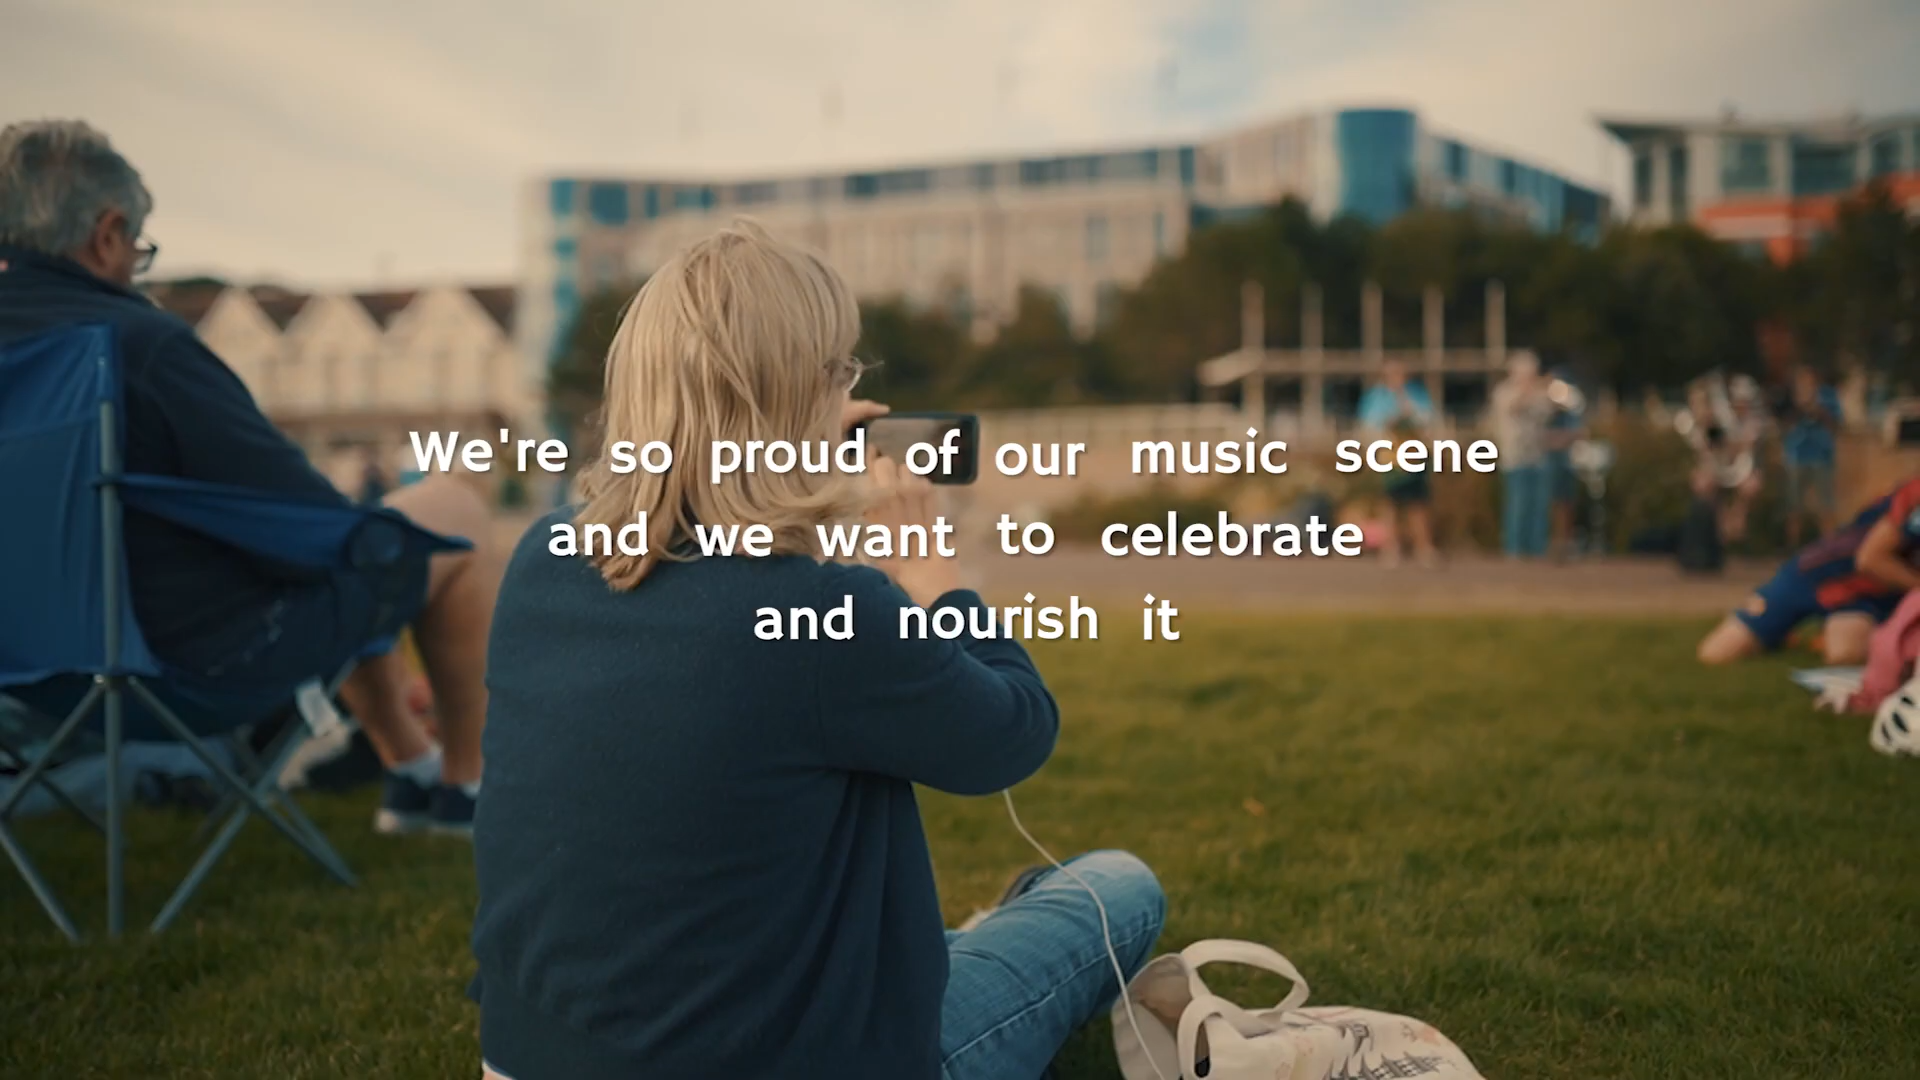 We're so proud of our music scene
and we want to celebrate
and nourish it